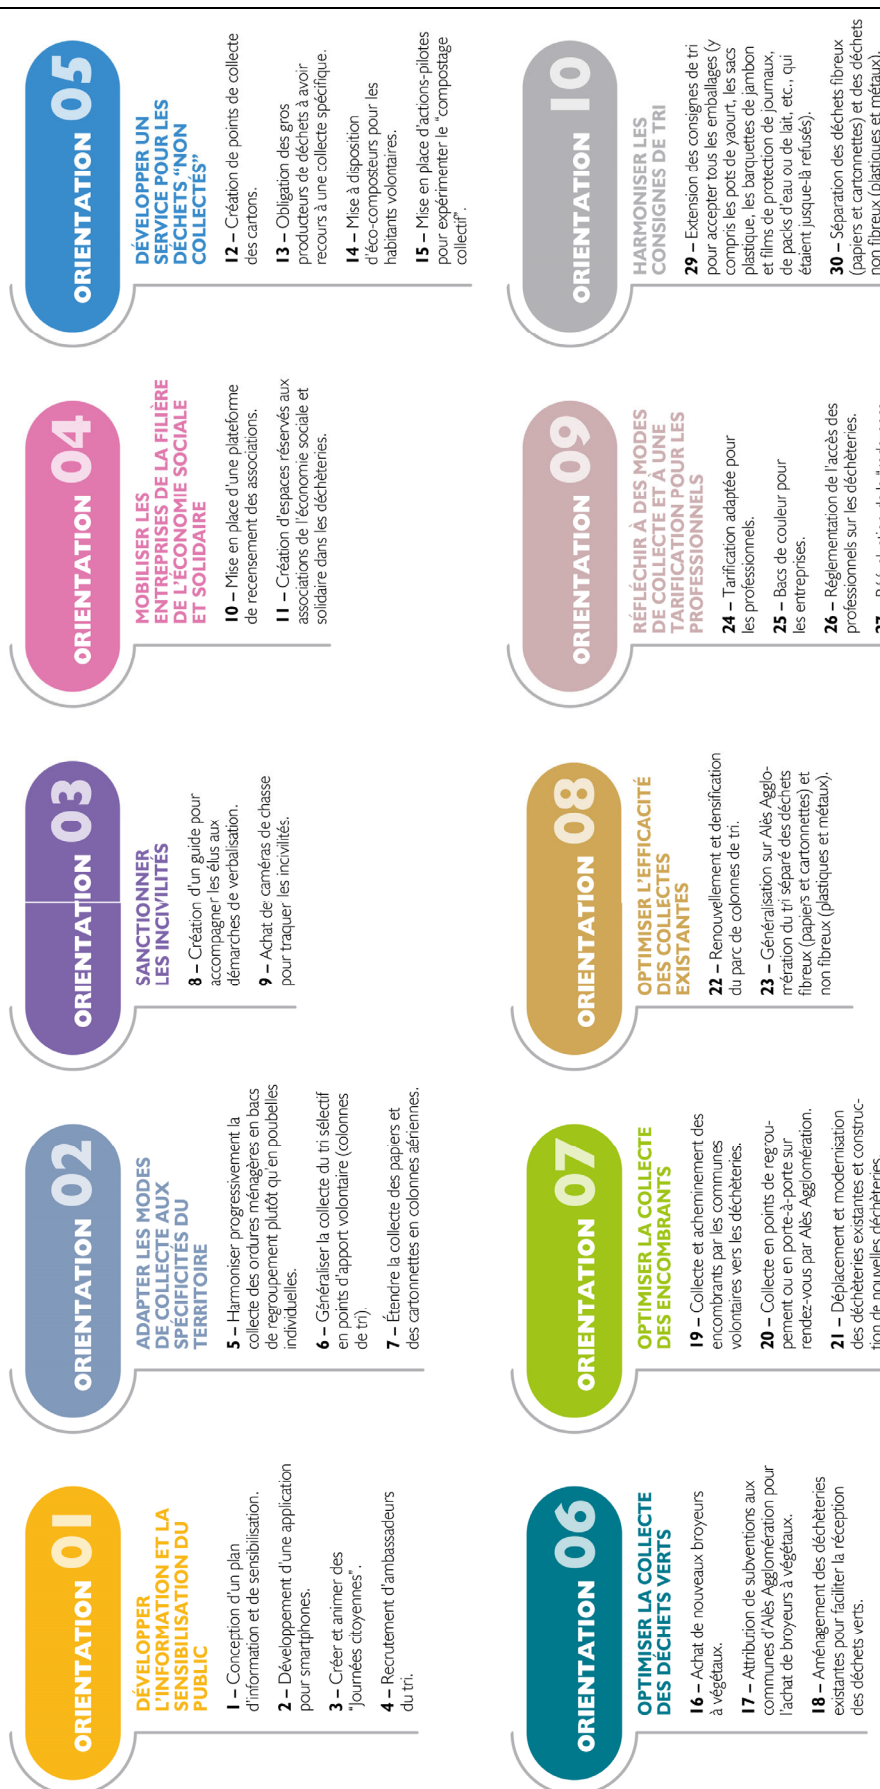 ORIENTATION 01
DÉVELOPPER
L'INFORMATION ET LA
SENSIBILISATION DU
PUBLIC
1 – Conception d'un plan
d'information et de sensibilisation.
2 – Développement d'une application
pour smartphones.
3 – Créer et animer des
"Journées citoyennes".
4 – Recrutement d'ambassadeurs
du tri.
ORIENTATION 02
ADAPTER LES MODES
DE COLLECTE AUX
SPÉCIFICITÉS DU
TERRITOIRE
5 – Harmoniser progressivement la
collecte des ordures ménagères en bacs
de regroupement plutôt qu'en poubelles
individuelles.
6 – Généraliser la collecte du tri sélectif
en points d'apport volontaire (colonnes
de tri).
7 – Étendre la collecte des papiers et
des cartonnettes en colonnes aériennes.
ORIENTATION 03
SANCTIONNER
LES INCIVILITÉS
8 – Création d'un guide pour
accompagner les élus aux
démarches de verbalisation.
9 – Achat de caméras de chasse
pour traquer les incivilités.
ORIENTATION 04
MOBILISER LES
ENTREPRISES DE LA FILIÈRE
DE L'ÉCONOMIE SOCIALE
ET SOLIDAIRE
10 – Mise en place d'une plateforme
de recensement des associations.
11 – Création d'espaces réservés aux
associations de l'économie sociale et
solidaire dans les déchèteries.
ORIENTATION 05
DÉVELOPPER UN
SERVICE POUR LES
DÉCHETS "NON
COLLECTÉS"
12 – Création de points de collecte
des cartons.
13 – Obligation des gros
producteurs de déchets à avoir
recours à une collecte spécifique.
14 – Mise à disposition
d'éco-composteurs pour les
habitants volontaires.
15 – Mise en place d'actions-pilotes
pour expérimenter le "compostage
collectif".
ORIENTATION 06
OPTIMISER LA COLLECTE
DES DÉCHETS VERTS
16 – Achat de nouveaux broyeurs
à végétaux.
17 – Attribution de subventions aux
communes d'Alès Agglomération pour
l'achat de broyeurs à végétaux.
18 – Aménagement des déchèteries
existantes pour faciliter la réception
des déchets verts.
ORIENTATION 07
OPTIMISER LA COLLECTE
DES ENCOMBRANTS
19 – Collecte et acheminement des
encombrants par les communes
volontaires vers les déchèteries.
20 – Collecte en points de regrou-
pement ou en porte-à-porte sur
rendez-vous par Alès Agglomération.
21 – Déplacement et modernisation
des déchèteries existantes et construc-
tion de nouvelles déchèteries.
ORIENTATION 08
OPTIMISER L'EFFICACITÉ
DES COLLECTES
EXISTANTES
22 – Renouvellement et densification
du parc de colonnes de tri.
23 – Généralisation sur Alès Agglo-
mération du tri séparé des déchets
fibreux (papiers et cartonnettes) et
non fibreux (plastiques et métaux).
ORIENTATION 09
RÉFLÉCHIR À DES MODES
DE COLLECTE ET À UNE
TARIFICATION POUR LES
PROFESSIONNELS
24 – Tarification adaptée pour
les professionnels.
25 – Bacs de couleur pour
les entreprises.
26 – Réglementation de l'accès des
professionnels sur les déchèteries.
27 –
ORIENTATION 10
HARMONISER LES
CONSIGNES DE TRI
29 – Extension des consignes de tri
pour accepter tous les emballages (y
compris les pots de yaourt, les sacs
plastique, les barquettes de jambon
et films de protection de journaux,
de packs d'eau ou de lait, etc., qui
étaient jusque-là refusés).
30 – Séparation des déchets fibreux
(papiers et cartonnettes) et des déchets
non fibreux (plastiques et métaux).